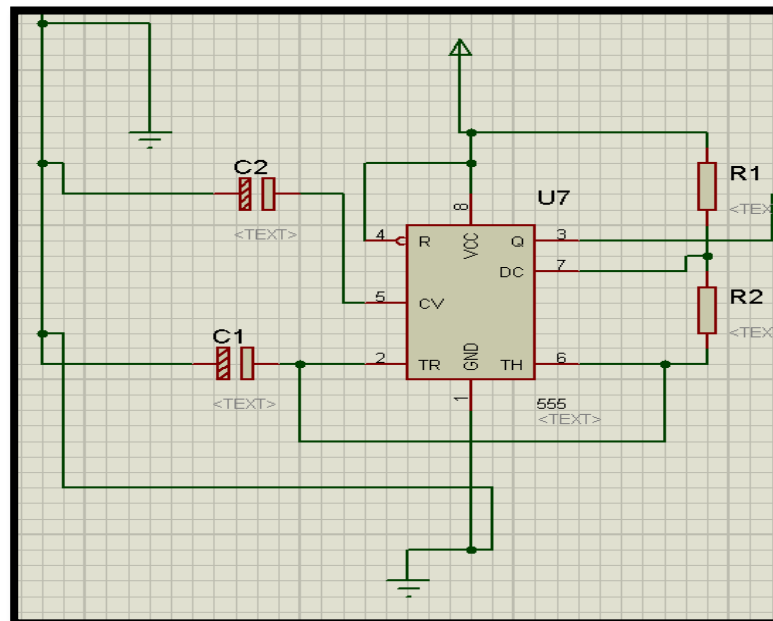 C2
<TEXT>
R1
<TEX
U7
8
4
R
VCC
Q
3
DC
7
5
CV
R2
<TEX
C1
<TEXT>
2
TR
GND
TH
6
1
555
<TEXT>